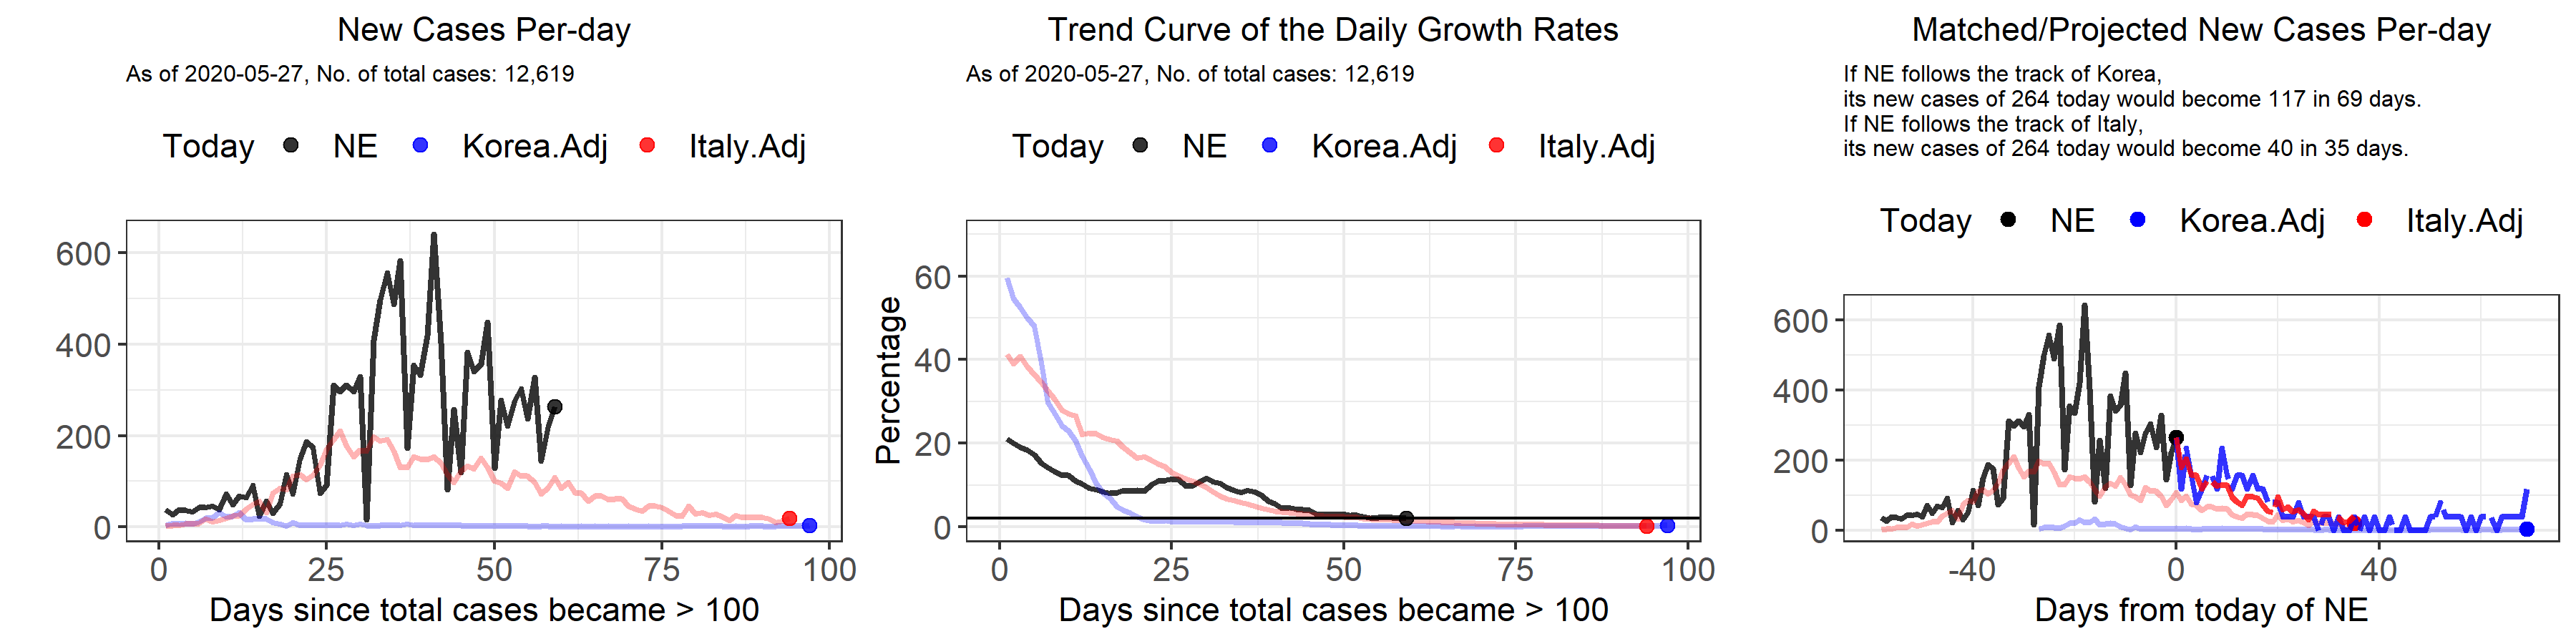 New Cases Per-day
As of 2020-05-27, No. of total cases: 12,619
Today NE Korea.Adj Italy.Adj
600
400
200
0
0 25 50 75 100
Days since total cases became > 100
Trend Curve of the Daily Growth Rates
As of 2020-05-27, No. of total cases: 12,619
Today NE Korea.Adj Italy.Adj
Percentage
60
40
20
0
0 25 50 75 100
Days since total cases became > 100
Matched/Projected New Cases Per-day
If NE follows the track of Korea,
its new cases of 264 today would become 117 in 69 days.
If NE follows the track of Italy,
its new cases of 264 today would become 40 in 35 days.
Today NE Korea.Adj Italy.Adj
600
400
200
0
-40 0 40
Days from today of NE